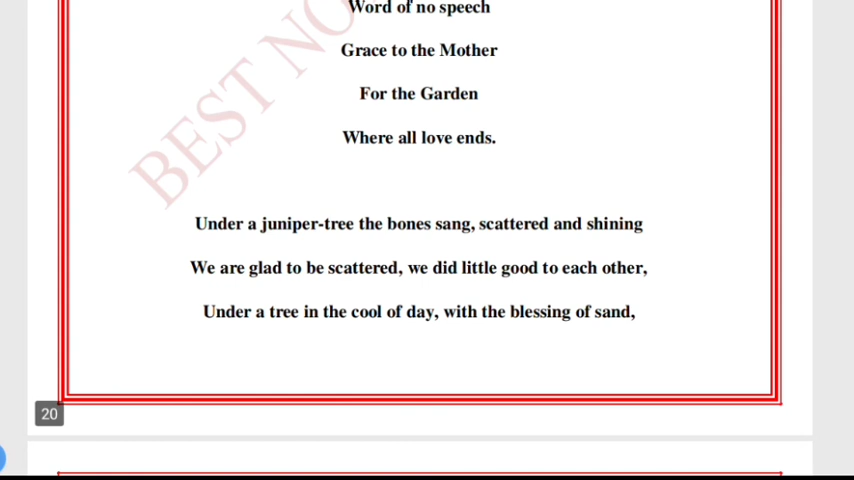 Word of no speech
Grace to the Mother
For the Garden
Where all love ends.
Under a juniper-tree the bones sang, scattered and shining
We are glad to be scattered, we did little good to each other,
Under a tree in the cool of day, with the blessing of sand,
BEST NO
20